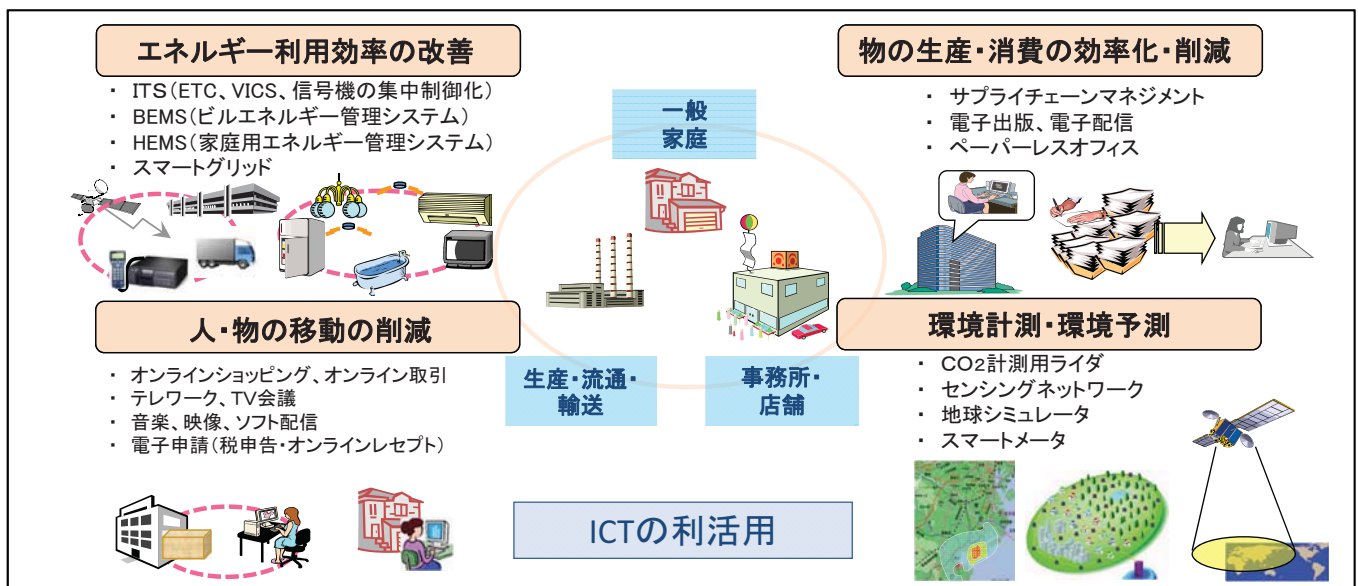 エネルギー利用効率の改善
・ ITS(ETC、VICS、信号機の集中制御化)
・ BEMS(ビルエネルギー管理システム)
・ HEMS(家庭用エネルギー管理システム)
・ スマートグリッド
一般
家庭
物の生産・消費の効率化・削減
・ サプライチェーンマネジメント
・ 電子出版、電子配信
・ ペーパーレスオフィス
人・物の移動の削減
・ オンラインショッピング、オンライン取引
・ テレワーク、TV会議
・ 音楽、映像、ソフト配信
・ 電子申請(税申告・オンラインレセプト)
生産・流通・
輸送
事務所・
店舗
環境計測・環境予測
・ CO2計測用ライダ
・ センシングネットワーク
・ 地球シミュレータ
・ スマートメータ
ICTの利活用